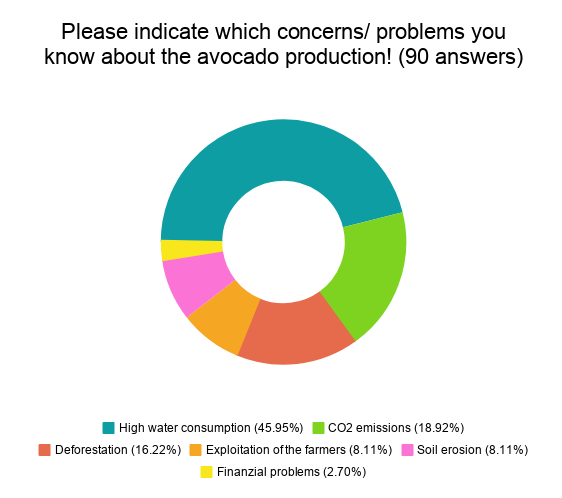 Please indicate which concerns/ problems you
know about the avocado production! (90 answers)
High water consumption (45.95%) CO2 emissions (18.92%)
Deforestation (16.22%) Exploitation of the farmers (8.11%) Soil erosion (8.11%)
Finanzial problems (2.70%)